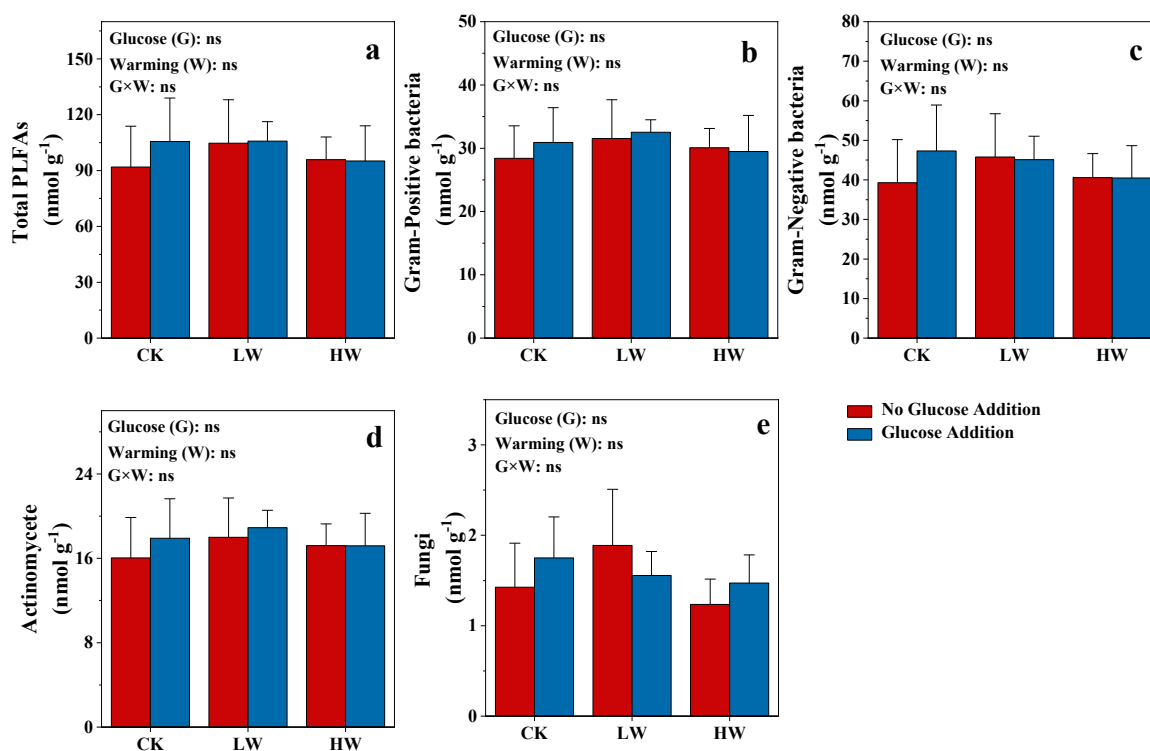 Glucose (G): ns
Warming (W): ns
G×W: ns
a
Total PLFAs
(nmol g-1)
150
120
90
60
30
0
CK LW HW
Glucose (G): ns
Warming (W): ns
G×W: ns
b
Gram-Positive bacteria
(nmol g-1)
50
40
30
20
10
0
CK LW HW
Glucose (G): ns
Warming (W): ns
G×W: ns
c
Gram-Negative bacteria
(nmol g-1)
80
70
60
50
40
30
20
10
0
CK LW HW
Glucose (G): ns
Warming (W): ns
G×W: ns
d
Actinomycete
(nmol g-1)
24
16
8
0
CK LW HW
Glucose (G): ns
Warming (W): ns
G×W: ns
e
Fungi
(nmol g-1)
3
2
1
0
CK LW HW
No Glucose Addition
Glucose Addition